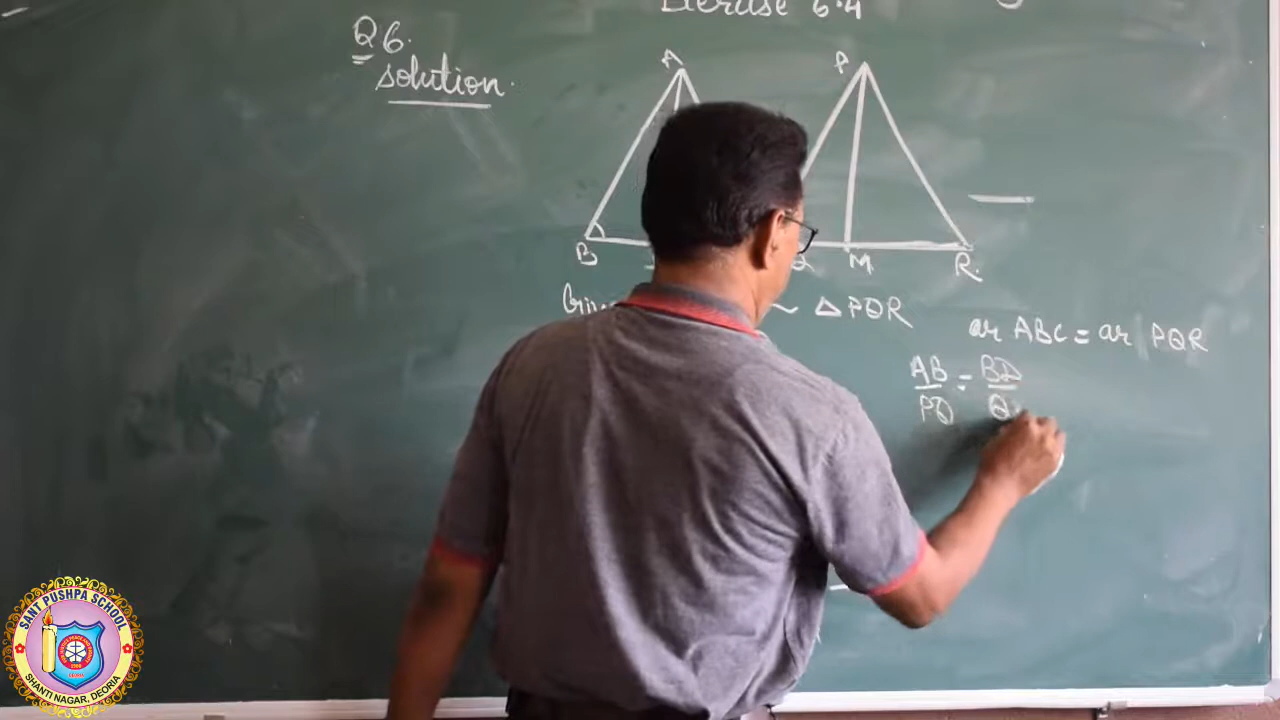 Exercise 6.4
Q6.
solution.
A
P
B
Q
M
R.
~ Δ PQR
ar ABC = ar PQR
AB = BD
PQ Q
SANT PUSHPA SCHOOL
SHANTI NAGAR, DEORIA